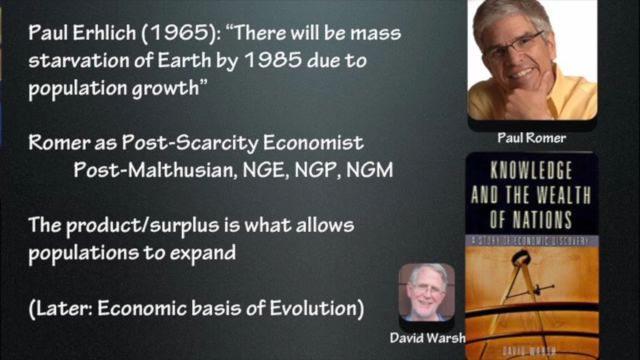 Paul Erhlich (1965): “There will be mass
starvation of Earth by 1985 due to
population growth”
Romer as Post-Scarcity Economist
Post-Malthusian, NGE, NGP, NGM
The product/surplus is what allows
populations to expand
(Later: Economic basis of Evolution)
Paul Romer
KNOWLEDGE
AND THE WEALTH
OF NATIONS
A STORY OF ECONOMIC DISCOVERY
David Warsh
DAVID WARSH